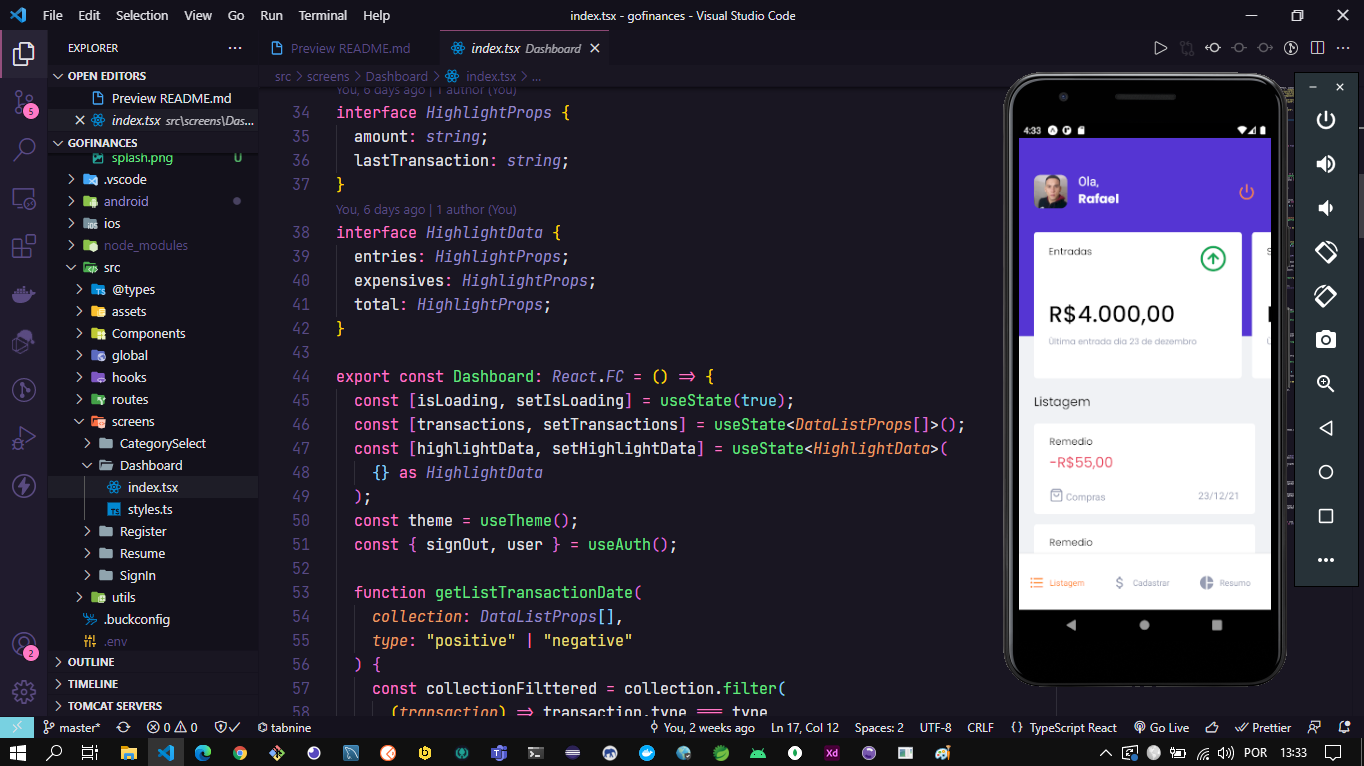 File Edit Selection View Go Run Terminal Help index.tsx - gofinances - Visual Studio Code
EXPLORER
OPEN EDITORS
Preview README.md
index.tsx src\screens\Das...
GOFINANCES
splash.png U
.vscode
android
ios
node_modules
src
@types
assets
Components
global
hooks
routes
screens
CategorySelect
Dashboard
index.tsx
styles.ts
Register
Resume
SignIn
utils
.buckconfig
.env
OUTLINE
TIMELINE
TOMCAT SERVERS
5
2
Preview README.md index.tsx Dashboard
src > screens > Dashboard > index.tsx > ...
You, 6 days ago | 1 author (You)
34 interface HighlightProps {
35 amount: string;
36 lastTransaction: string;
37 }
You, 6 days ago | 1 author (You)
38 interface HighlightData {
39 entries: HighlightProps;
40 expensives: HighlightProps;
41 total: HighlightProps;
42 }
43
44 export const Dashboard: React.FC = () => {
45 const [isLoading, setIsLoading] = useState(true);
46 const [transactions, setTransactions] = useState<DataListProps[]>();
47 const [highlightData, setHighlightData] = useState<HighlightData>(
48 {} as HighlightData
49 );
50 const theme = useTheme();
51 const { signOut, user } = useAuth();
52
53 function getListTransactionDate(
54 collection: DataListProps[],
55 type: "positive" | "negative"
56 ) {
57 const collectionFilttered = collection.filter(
58 (transaction) => transaction.type === type
4:33
Ola,
Rafael
Entradas
R$4.000,00
Última entrada dia 23 de dezembro
Listagem
Remedio
-R$55,00
Compras 23/12/21
Remedio
Listagem Cadastrar Resumo
master* 0 0 tabnine You, 2 weeks ago Ln 17, Col 12 Spaces: 2 UTF-8 CRLF {} TypeScript React Go Live Prettier
Xd POR 13:33